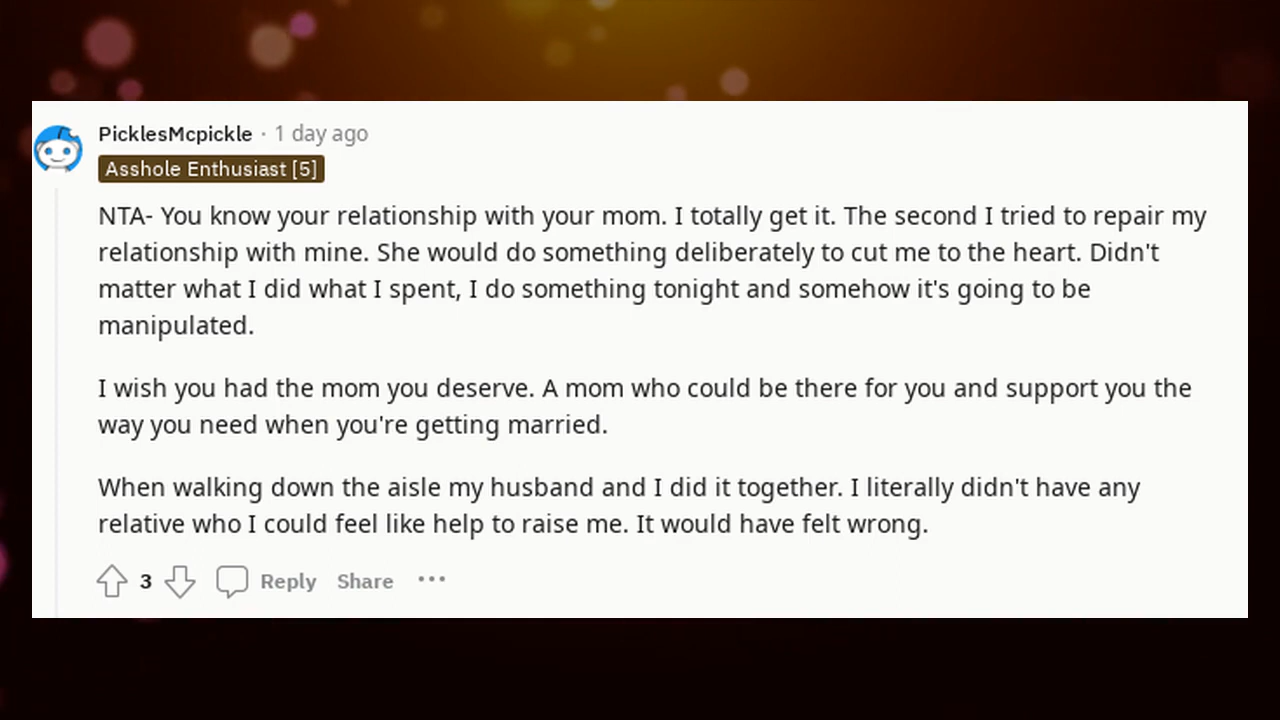 PicklesMcpickle · 1 day ago
Asshole Enthusiast [5]
NTA- You know your relationship with your mom. I totally get it. The second I tried to repair my
relationship with mine. She would do something deliberately to cut me to the heart. Didn't
matter what I did what I spent, I do something tonight and somehow it's going to be
manipulated.
I wish you had the mom you deserve. A mom who could be there for you and support you the
way you need when you're getting married.
When walking down the aisle my husband and I did it together. I literally didn't have any
relative who I could feel like help to raise me. It would have felt wrong.
3 Reply Share ···